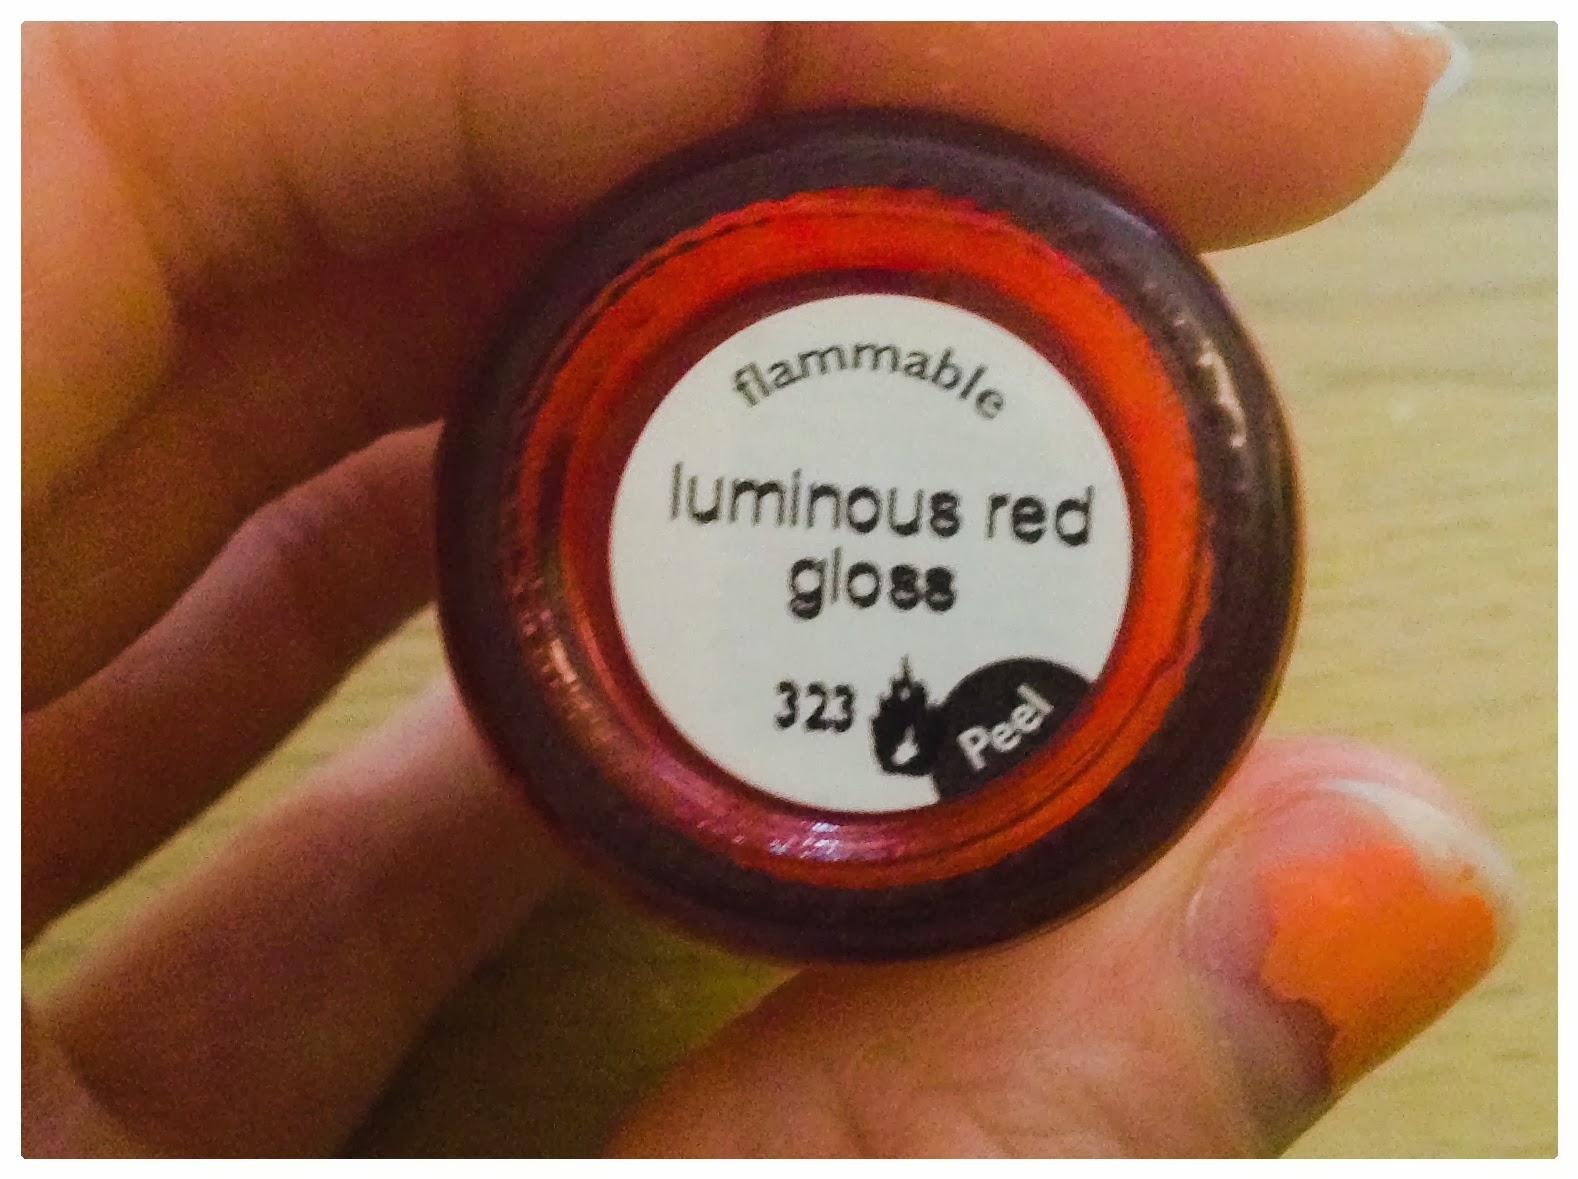 flammable
luminous red
gloss
323
Peel